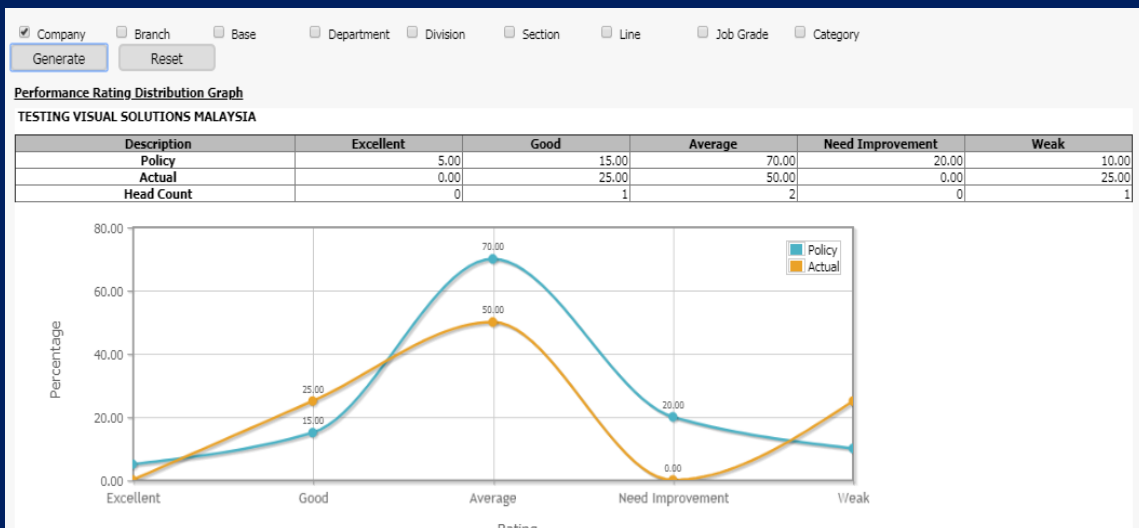 Company Branch Base Department Division Section Line Job Grade Category
Generate Reset
Performance Rating Distribution Graph
TESTING VISUAL SOLUTIONS MALAYSIA
Description Excellent Good Average Need Improvement Weak
Policy 5.00 15.00 70.00 20.00 10.00
Actual 0.00 25.00 50.00 0.00 25.00
Head Count 0 1 2 0 1
80.00
70.00
Policy
Actual
60.00
50.00
Percentage
40.00
25.00
20.00
20.00
15.00
0.00
0.00
Excellent Good Average Need Improvement Weak
Rating